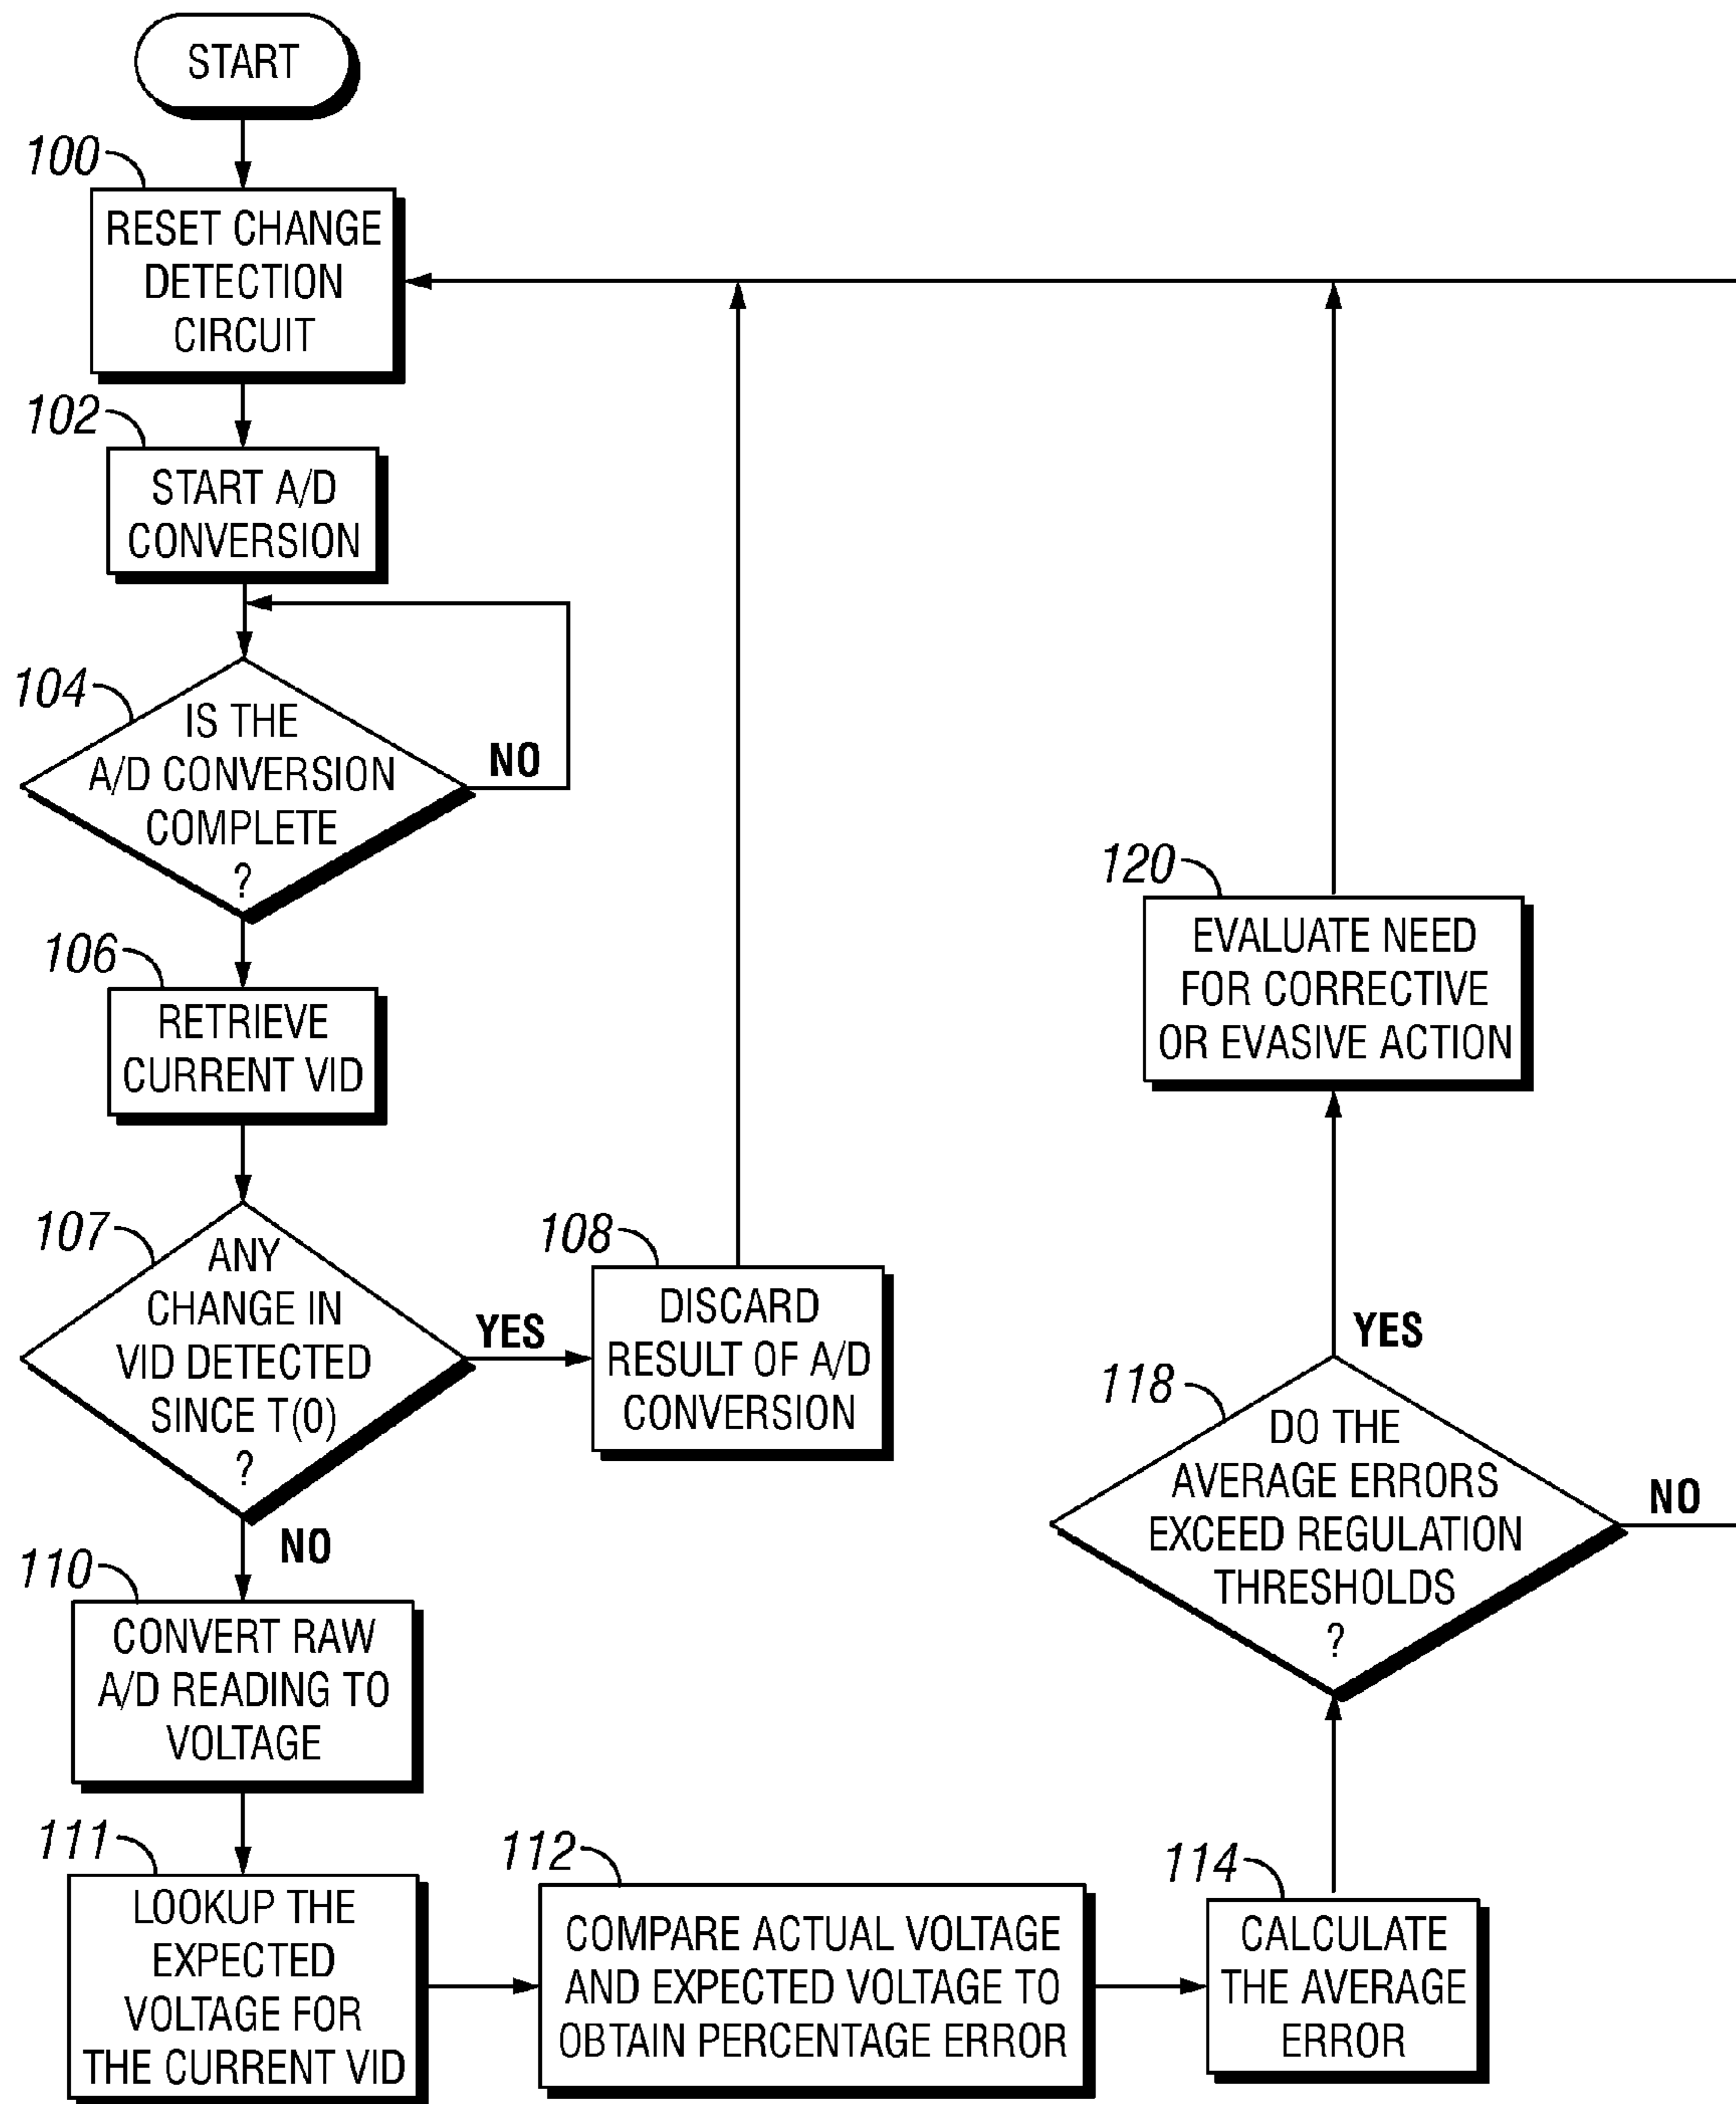 START
100
RESET CHANGE
DETECTION
CIRCUIT
102
START A/D
CONVERSION
104
IS THE
A/D CONVERSION
COMPLETE
?
NO
106
RETRIEVE
CURRENT VID
107
ANY
CHANGE IN
VID DETECTED
SINCE T(0)
?
YES
NO
108
DISCARD
RESULT OF A/D
CONVERSION
110
CONVERT RAW
A/D READING TO
VOLTAGE
111
LOOKUP THE
EXPECTED
VOLTAGE FOR
THE CURRENT VID
112
COMPARE ACTUAL VOLTAGE
AND EXPECTED VOLTAGE TO
OBTAIN PERCENTAGE ERROR
114
CALCULATE
THE AVERAGE
ERROR
118
DO THE
AVERAGE ERRORS
EXCEED REGULATION
THRESHOLDS
?
YES
NO
120
EVALUATE NEED
FOR CORRECTIVE
OR EVASIVE ACTION